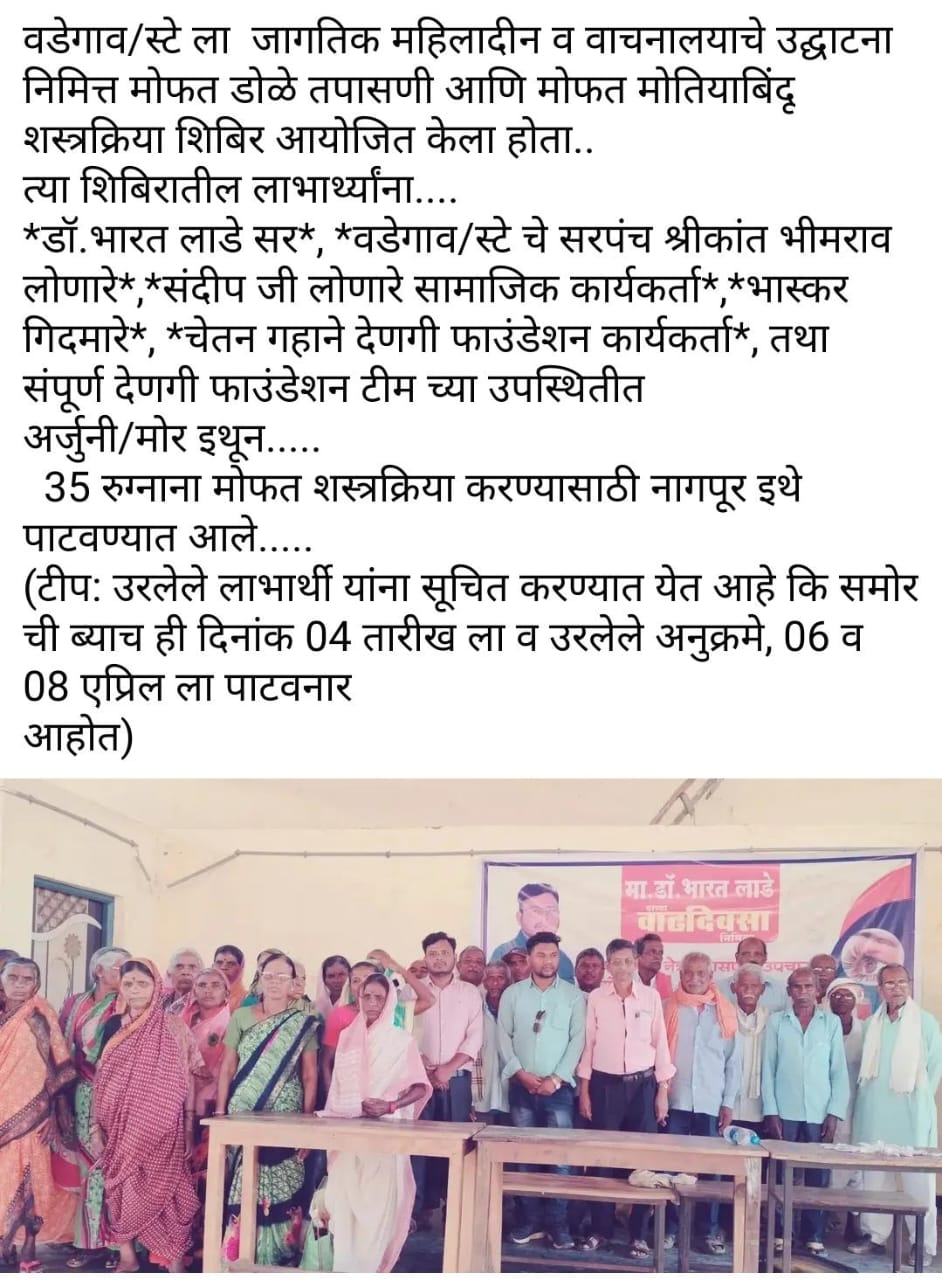 वडेगाव/स्टे ला जागतिक महिलादीन व वाचनालयाचे उद्घाटना
निमित्त मोफत डोळे तपासणी आणि मोफत मोतियाबिंदृ
शस्त्रक्रिया शिबिर आयोजित केला होता..
त्या शिबिरातील लाभार्थ्यांना....
*डॉ.भारत लाडे सर*, *वडेगाव/स्टे चे सरपंच श्रीकांत भीमराव
लोणारे*,*संदीप जी लोणारे सामाजिक कार्यकर्ता*,*भास्कर
गिदमारे*, *चेतन गहाने देणगी फाउंडेशन कार्यकर्ता*, तथा
संपूर्ण देणगी फाउंडेशन टीम च्या उपस्थितीत
अर्जुनी/मोर इथून.....
35 रुग्नाना मोफत शस्त्रक्रिया करण्यासाठी नागपूर इथे
पाटवण्यात आले.....
(टीप: उरलेले लाभार्थी यांना सूचित करण्यात येत आहे कि समोर
ची ब्याच ही दिनांक 04 तारीख ला व उरलेले अनुक्रमे, 06 व
08 एप्रिल ला पाटवनार
आहोत)
मा.डॉ.भारत लाडे
वाढदिवसा